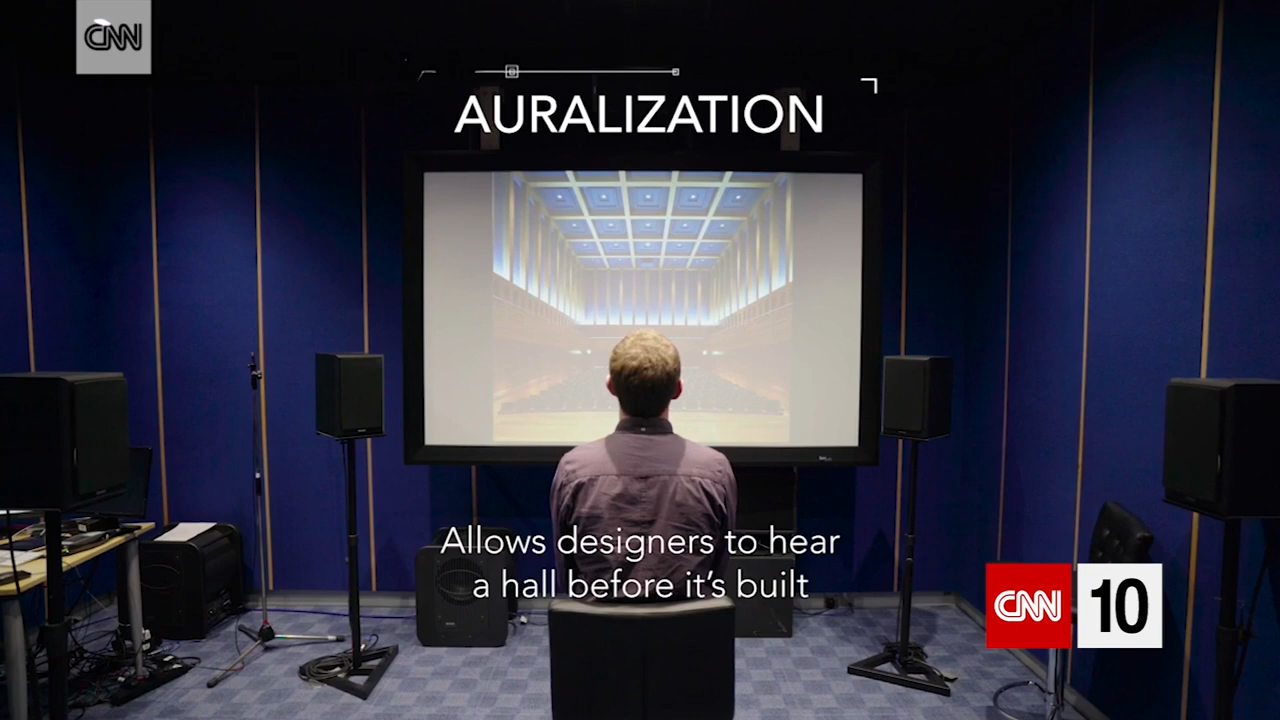 CNN
AURALIZATION
Allows designers to hear
a hall before it's built
CNN 10